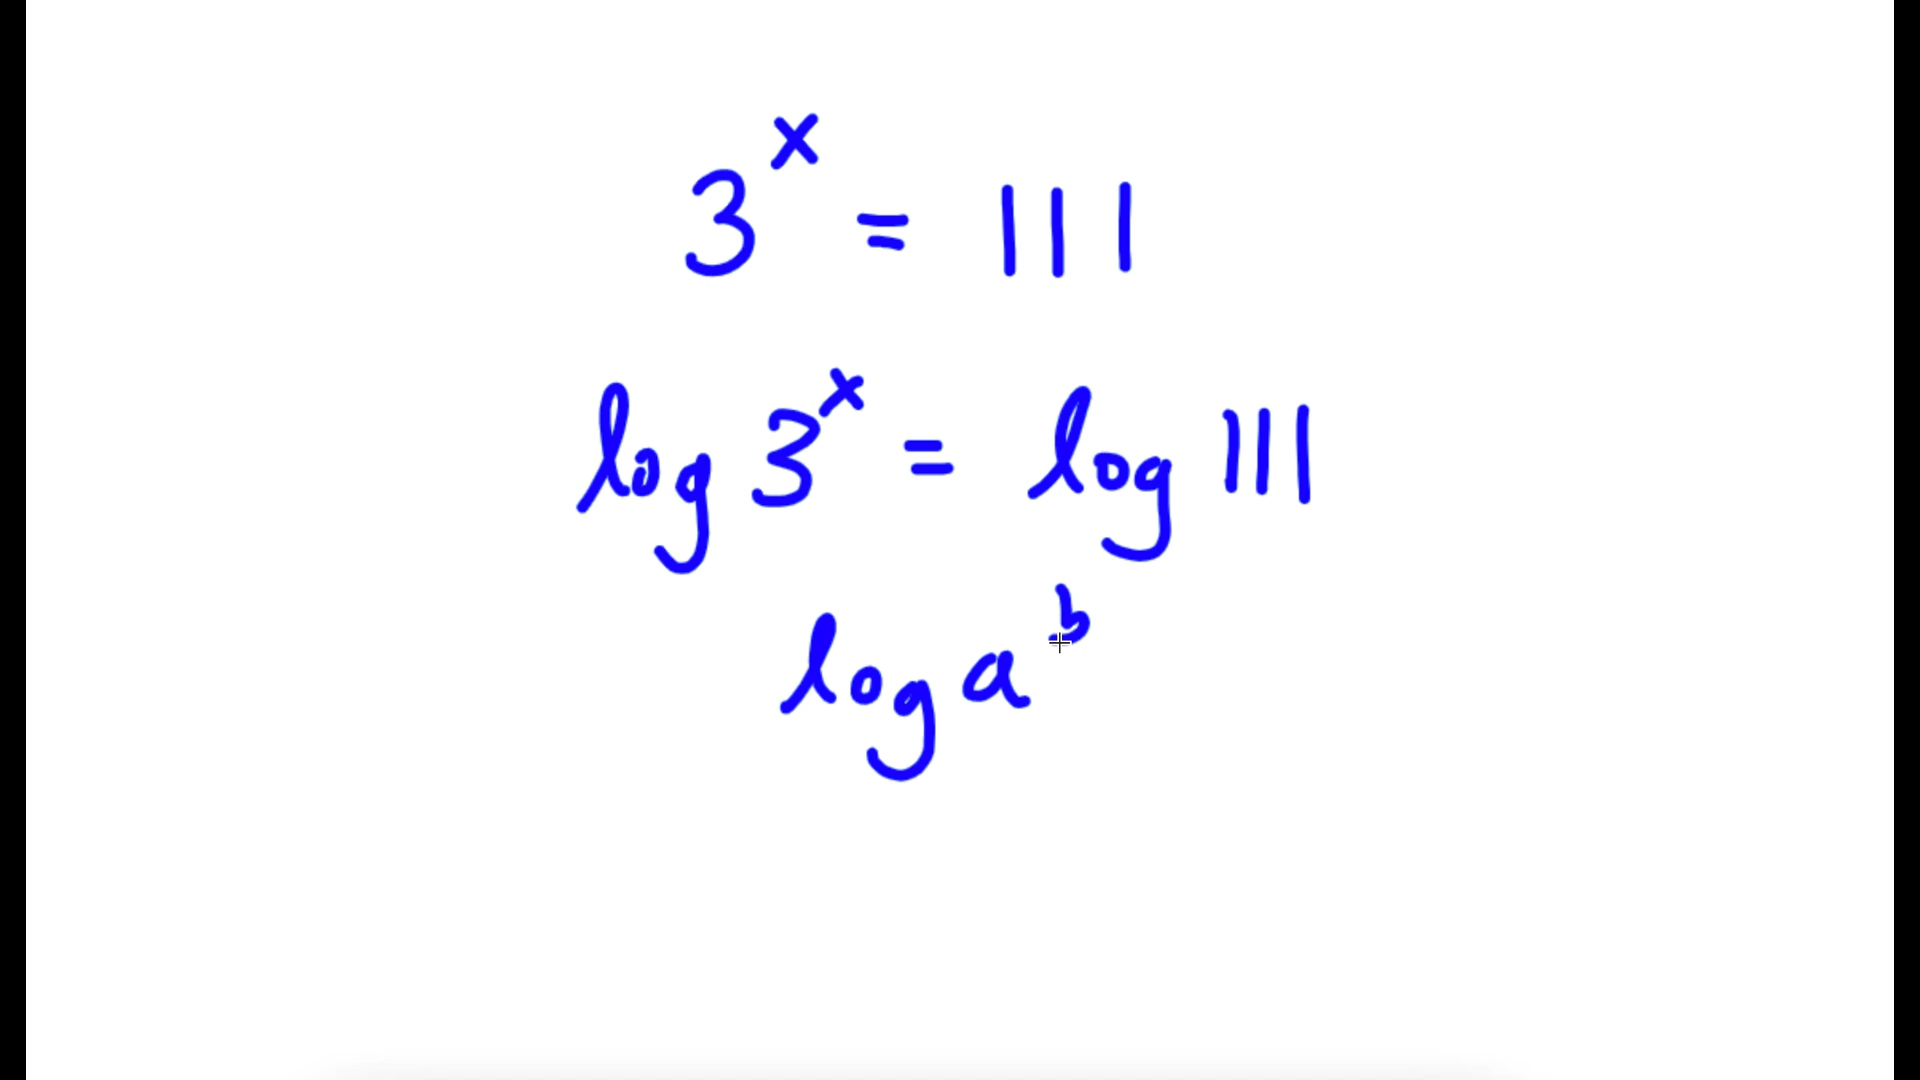 3^x = 111
log 3^x = log 111
log a^b